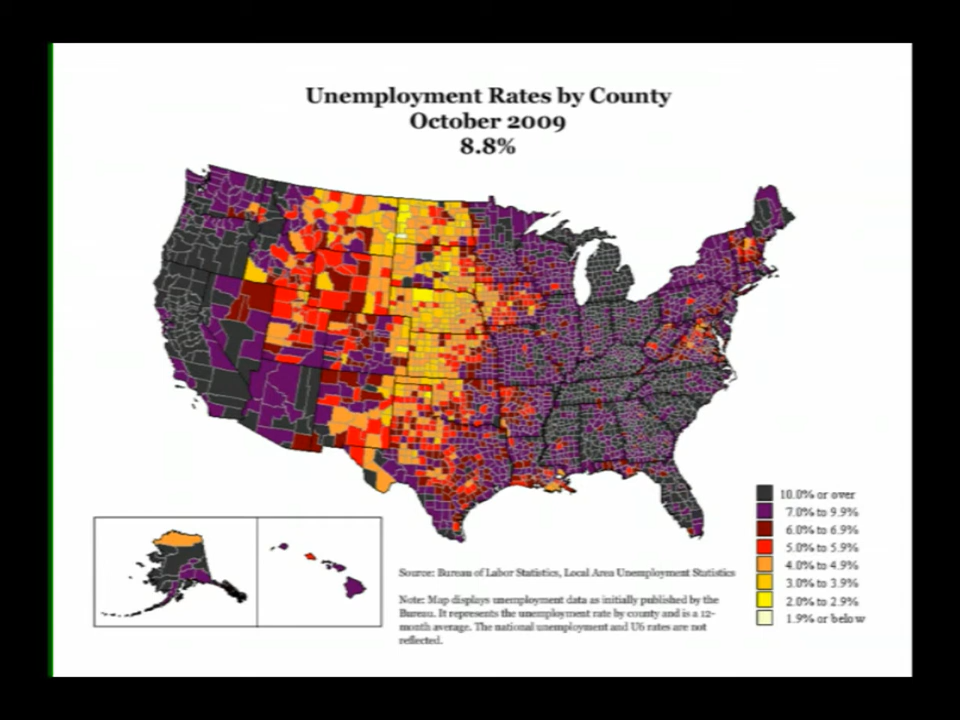 Unemployment Rates by County
October 2009
8.8%
10.0% or over
7.0% to 9.9%
6.0% to 6.9%
5.0% to 5.9%
4.0% to 4.9%
3.0% to 3.9%
2.0% to 2.9%
1.9% or below
Source: Bureau of Labor Statistics, Local Area Unemployment Statistics
Note: Map displays unemployment data as initially published by the
Bureau. It represents the unemployment rate by county and is a 12-
month average. The national unemployment and U6 rates are not
reflected.